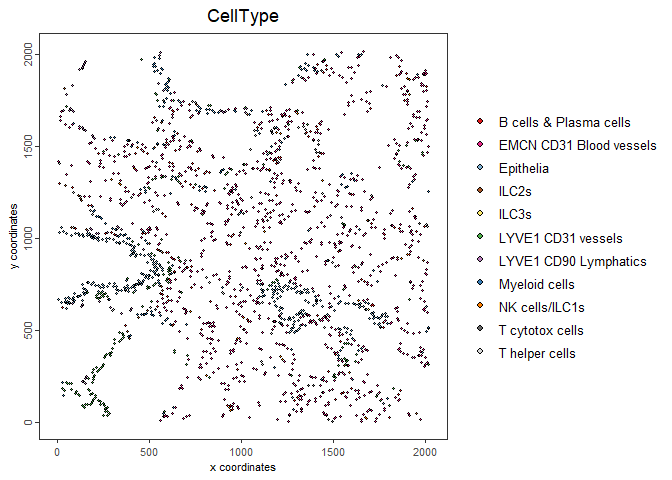 CellType
2000
1500
1000
500
0
y coordinates
0
500
1000
1500
2000
x coordinates
B cells & Plasma cells
EMCN CD31 Blood vessels
Epithelia
ILC2s
ILC3s
LYVE1 CD31 vessels
LYVE1 CD90 Lymphatics
Myeloid cells
NK cells/ILC1s
T cytotox cells
T helper cells